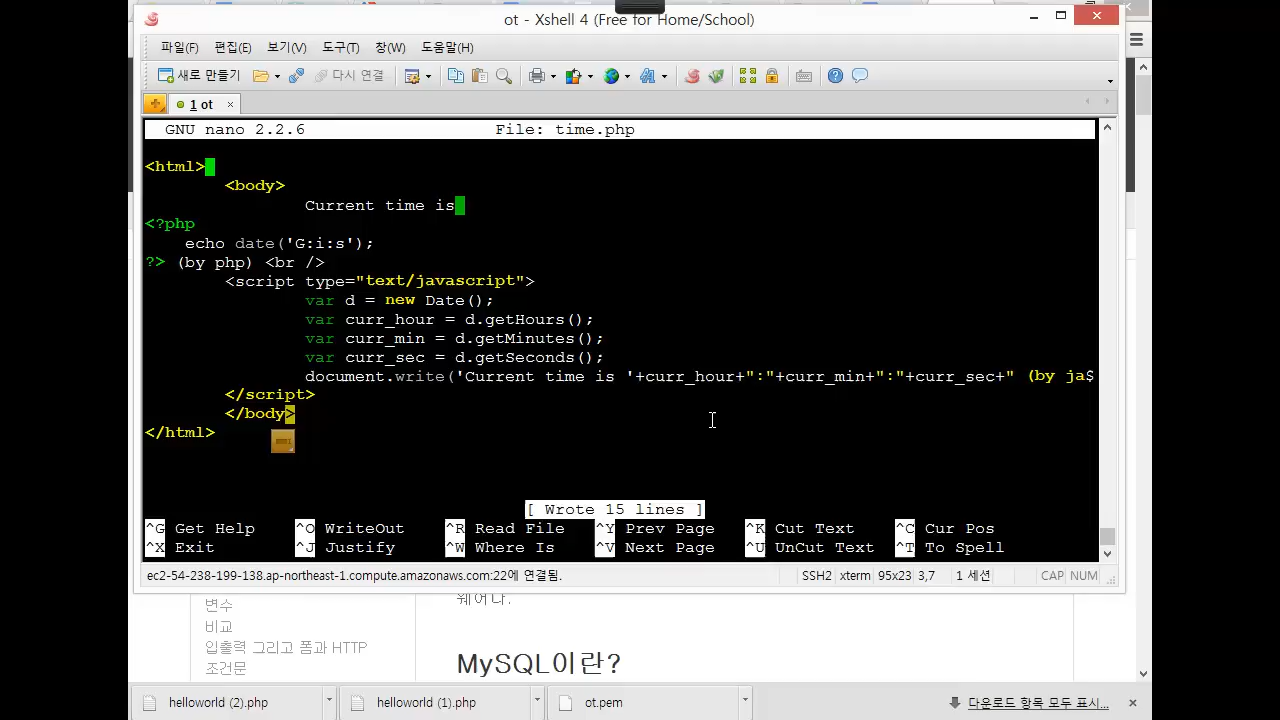 ot - Xshell 4 (Free for Home/School)
파일(F) 편집(E) 보기(V) 도구(T) 창(W) 도움말(H)
새로 만들기 다시 연결
1 ot
GNU nano 2.2.6 File: time.php
<html>
<body>
Current time is
<?php
echo date('G:i:s');
?> (by php) <br />
<script type="text/javascript">
var d = new Date();
var curr_hour = d.getHours();
var curr_min = d.getMinutes();
var curr_sec = d.getSeconds();
document.write('Current time is '+curr_hour+":"+curr_min+":"+curr_sec+" (by ja$
</script>
</body>
</html>
[ Wrote 15 lines ]
^G Get Help ^O WriteOut ^R Read File ^Y Prev Page ^K Cut Text ^C Cur Pos
^X Exit ^J Justify ^W Where Is ^V Next Page ^U UnCut Text ^T To Spell
ec2-54-238-199-138.ap-northeast-1.compute.amazonaws.com:22에 연결됨. SSH2 xterm 95x23 3,7 1 세션 CAP NUM
변수
비교
입출력 그리고 폼과 HTTP
조건문
웨어다.
MySQL이란?
helloworld (2).php helloworld (1).php ot.pem 다운로드 항목 모두 표시...